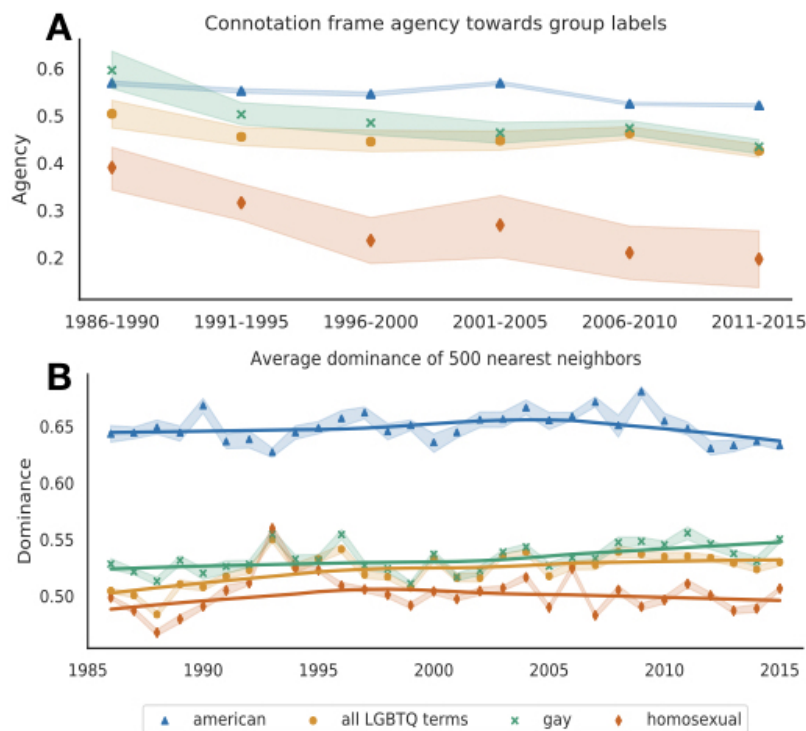 A
Connotation frame agency towards group labels
Agency
0.6
0.5
0.4
0.3
0.2
1986-1990 1991-1995 1996-2000 2001-2005 2006-2010 2011-2015
B
Average dominance of 500 nearest neighbors
Dominance
0.65
0.60
0.55
0.50
1985 1990 1995 2000 2005 2010 2015
american all LGBTQ terms gay homosexual